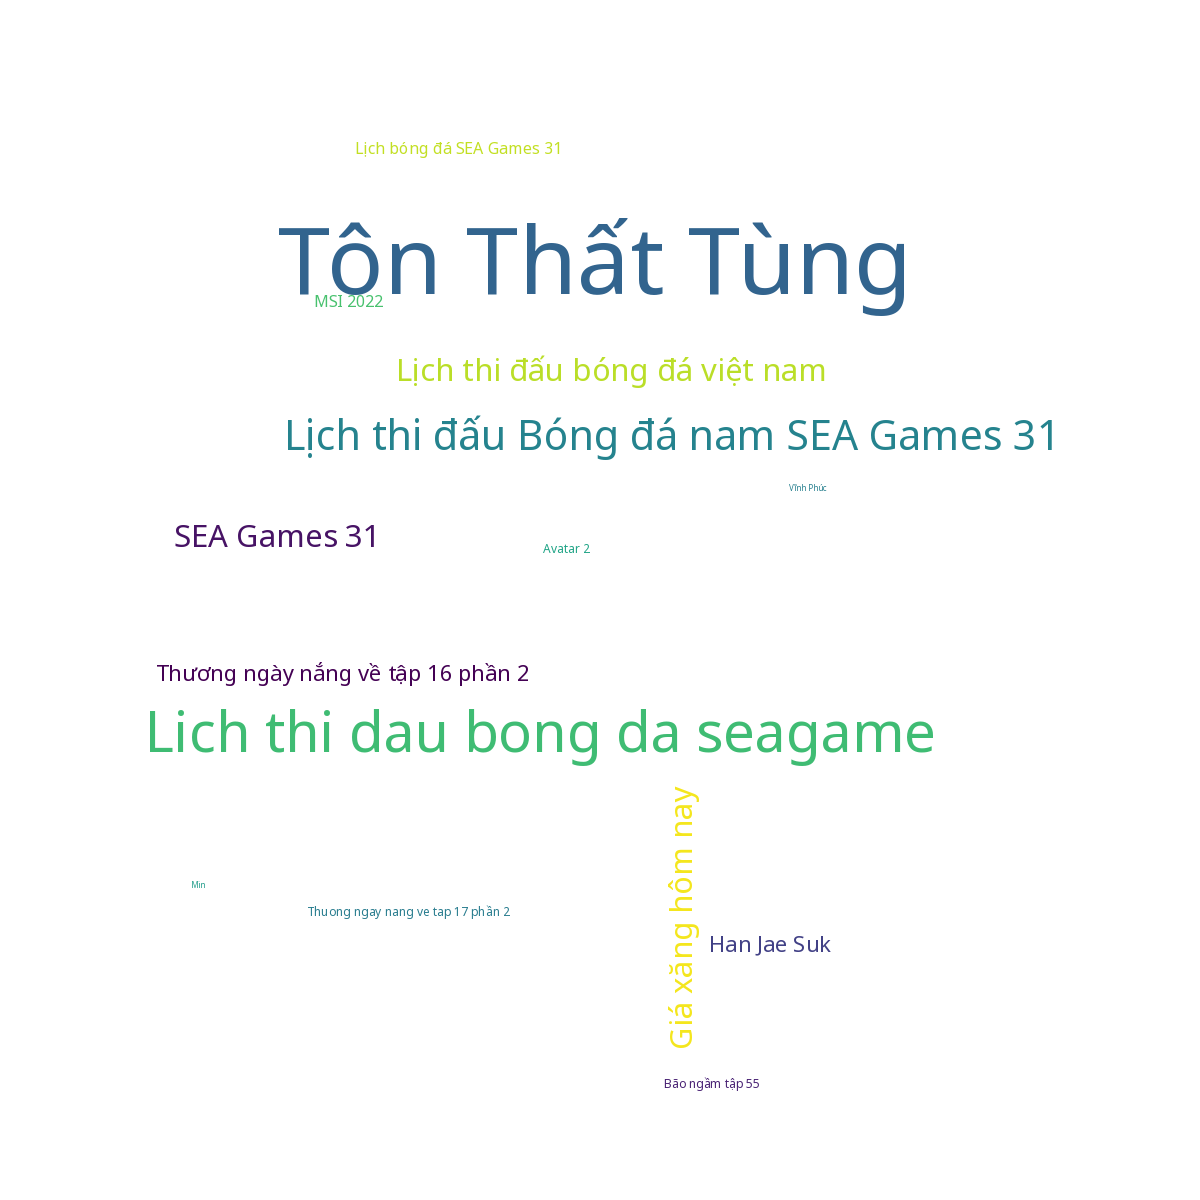 Lịch bóng đá SEA Games 31
Tôn Thất Tùng
MSI 2022
Lịch thi đấu bóng đá việt nam
Lịch thi đấu Bóng đá nam SEA Games 31
Vĩnh Phúc
SEA Games 31
Avatar 2
Thương ngày nắng về tập 16 phần 2
Lich thi dau bong da seagame
Giá xăng hôm nay
Min
Thuong ngay nang ve tap 17 phần 2
Han Jae Suk
Bão ngầm tập 55